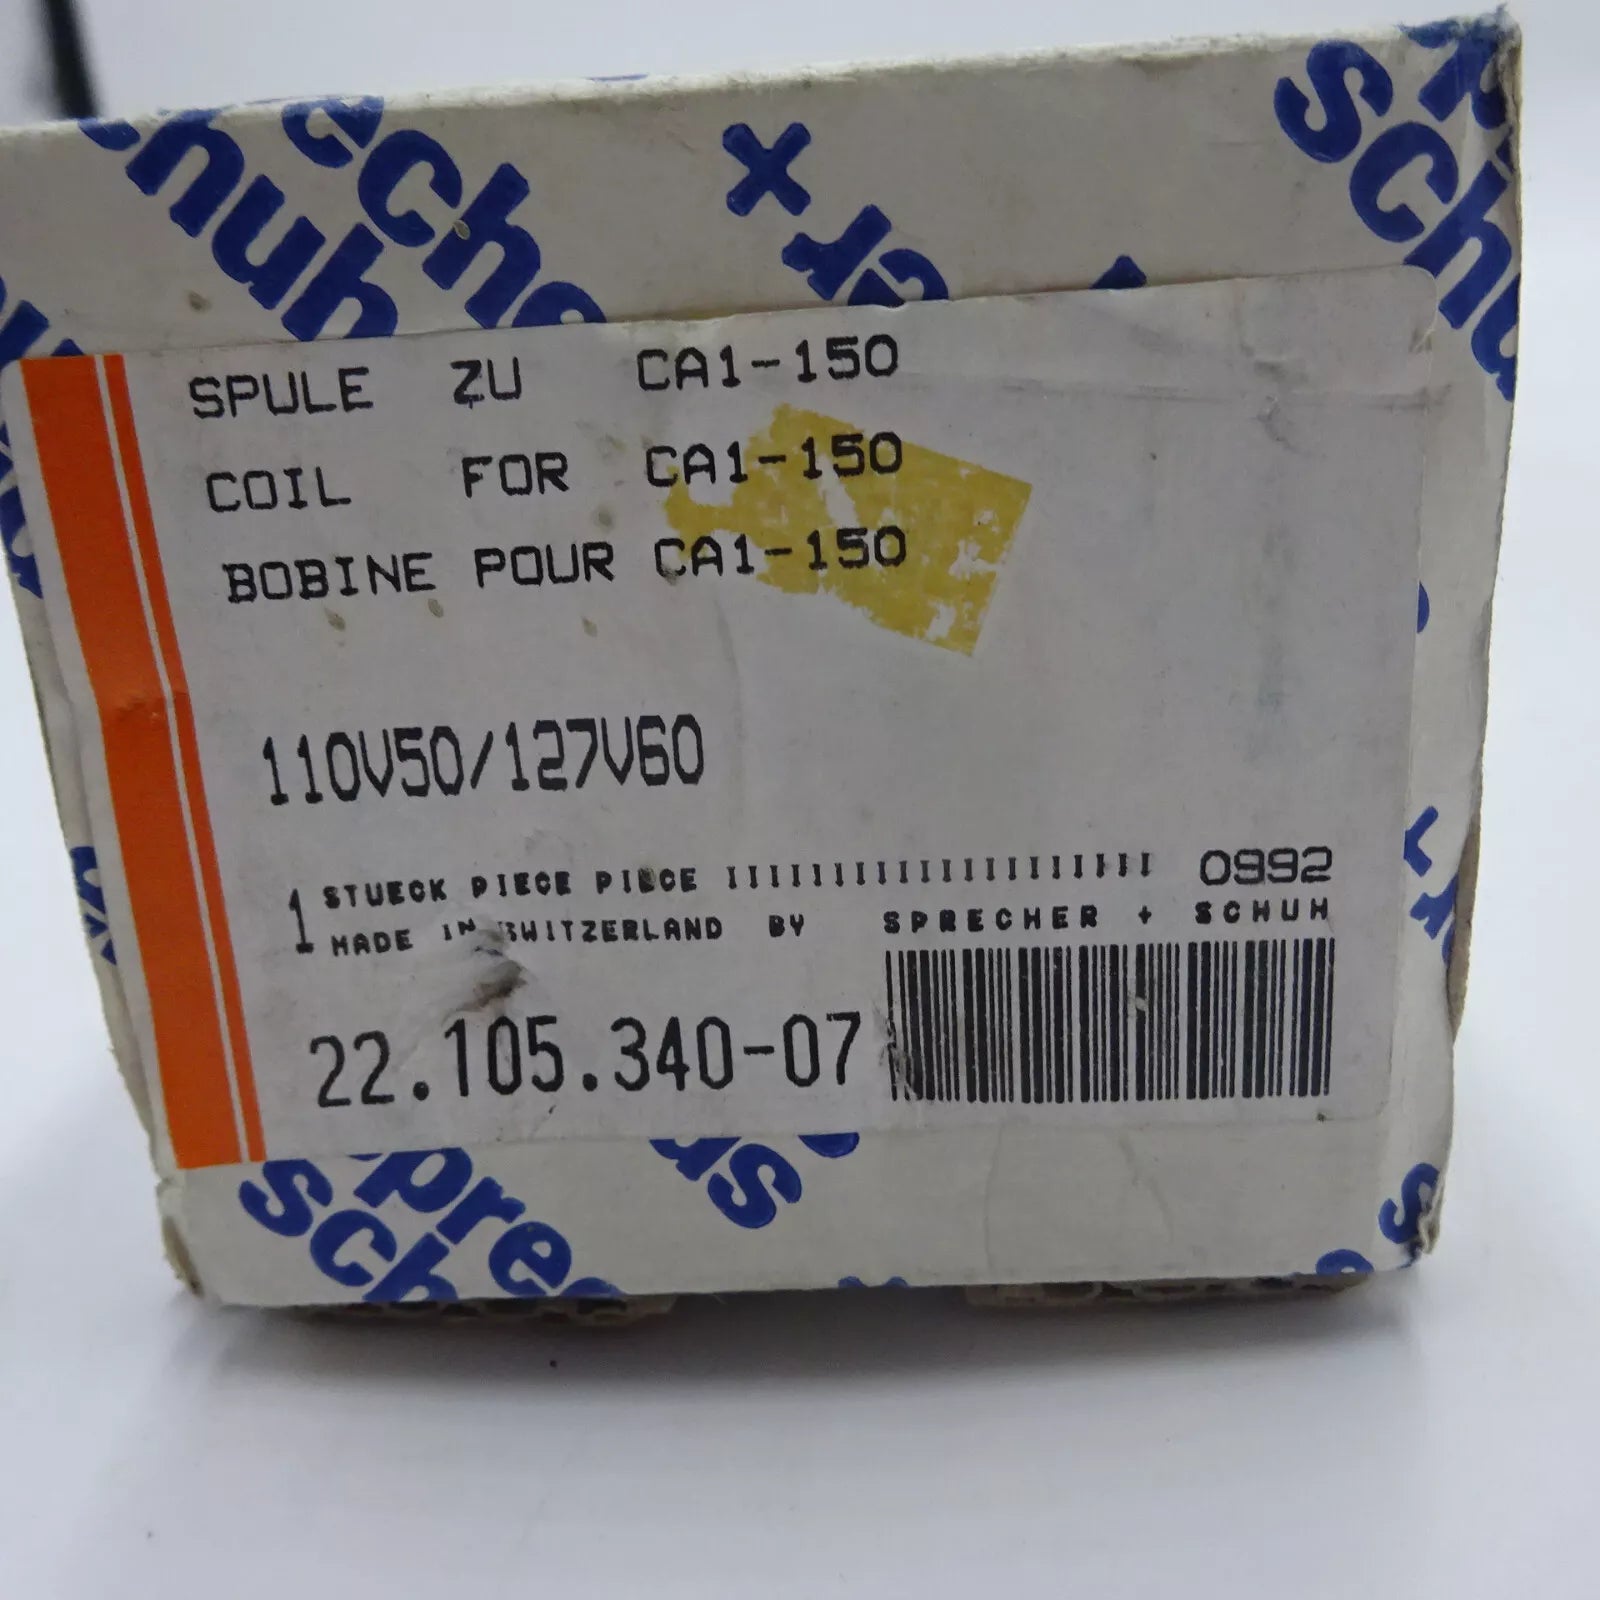 SPULE ZU CA1-150
COIL FOR CA1-150
BOBINE POUR CA1-150
110V50/127V60
1 STUECK PIECE PIECE IIIIIIIIIIIIIIIIIIII 0992
MADE IN SWITZERLAND BY SPRECHER + SCHUH
22.105.340-07